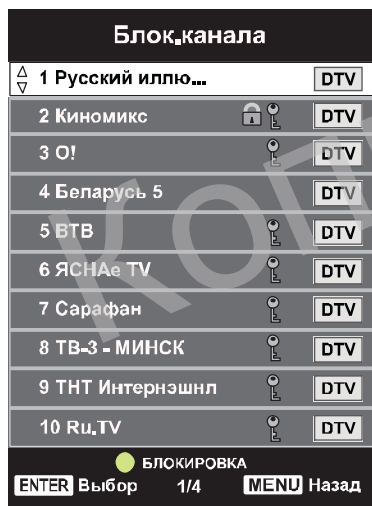 Блок.канала
1 Русский иллю... DTV
2 Киномикс DTV
3 О! DTV
4 Беларусь 5 DTV
5 ВТВ DTV
6 ЯСНАе TV DTV
7 Сарафан DTV
8 ТВ-3 - МИНСК DTV
9 ТНТ Интернэшнл DTV
10 Ru.TV DTV
БЛОКИРОВКА
ENTER Выбор 1/4 MENU Назад